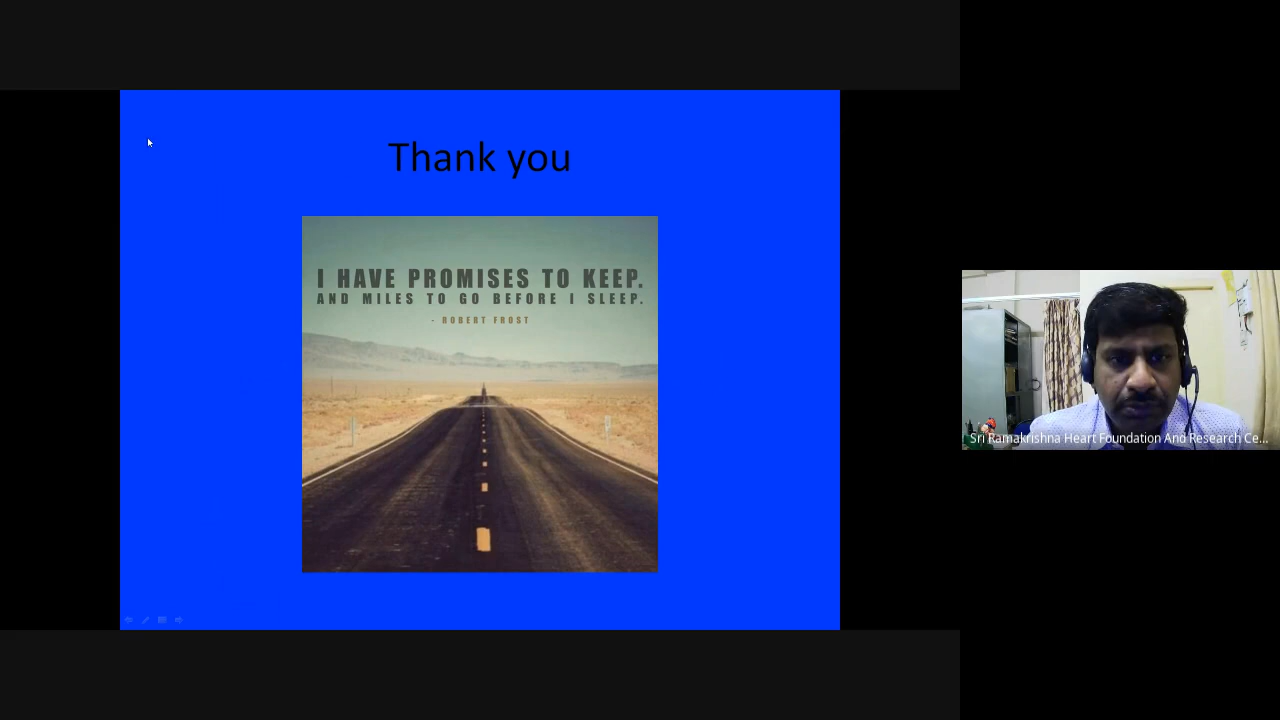 Thank you
I HAVE PROMISES TO KEEP.
AND MILES TO GO BEFORE I SLEEP.
- ROBERT FROST
Sri Ramakrishna Heart Foundation And Research Ce...